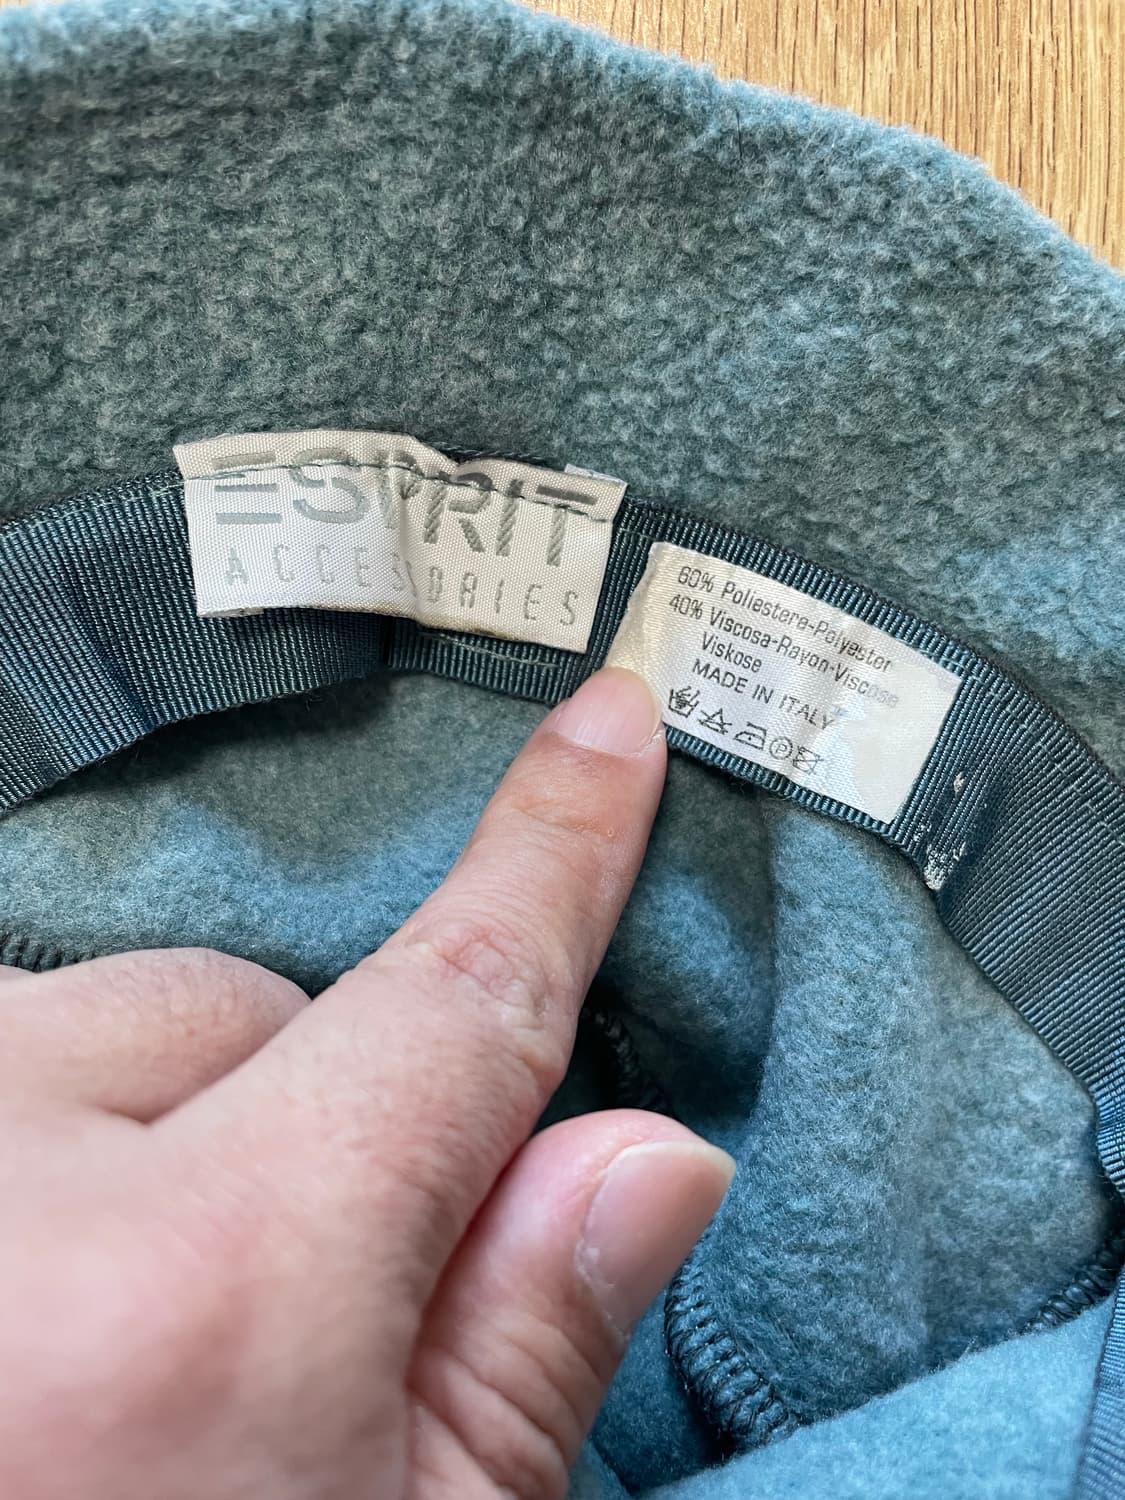 ESPRIT
ACCESSORIES
60% Poliestere-Polyester
40% Viscosa-Rayon-Viscose
Viskose
MADE IN ITALY
P